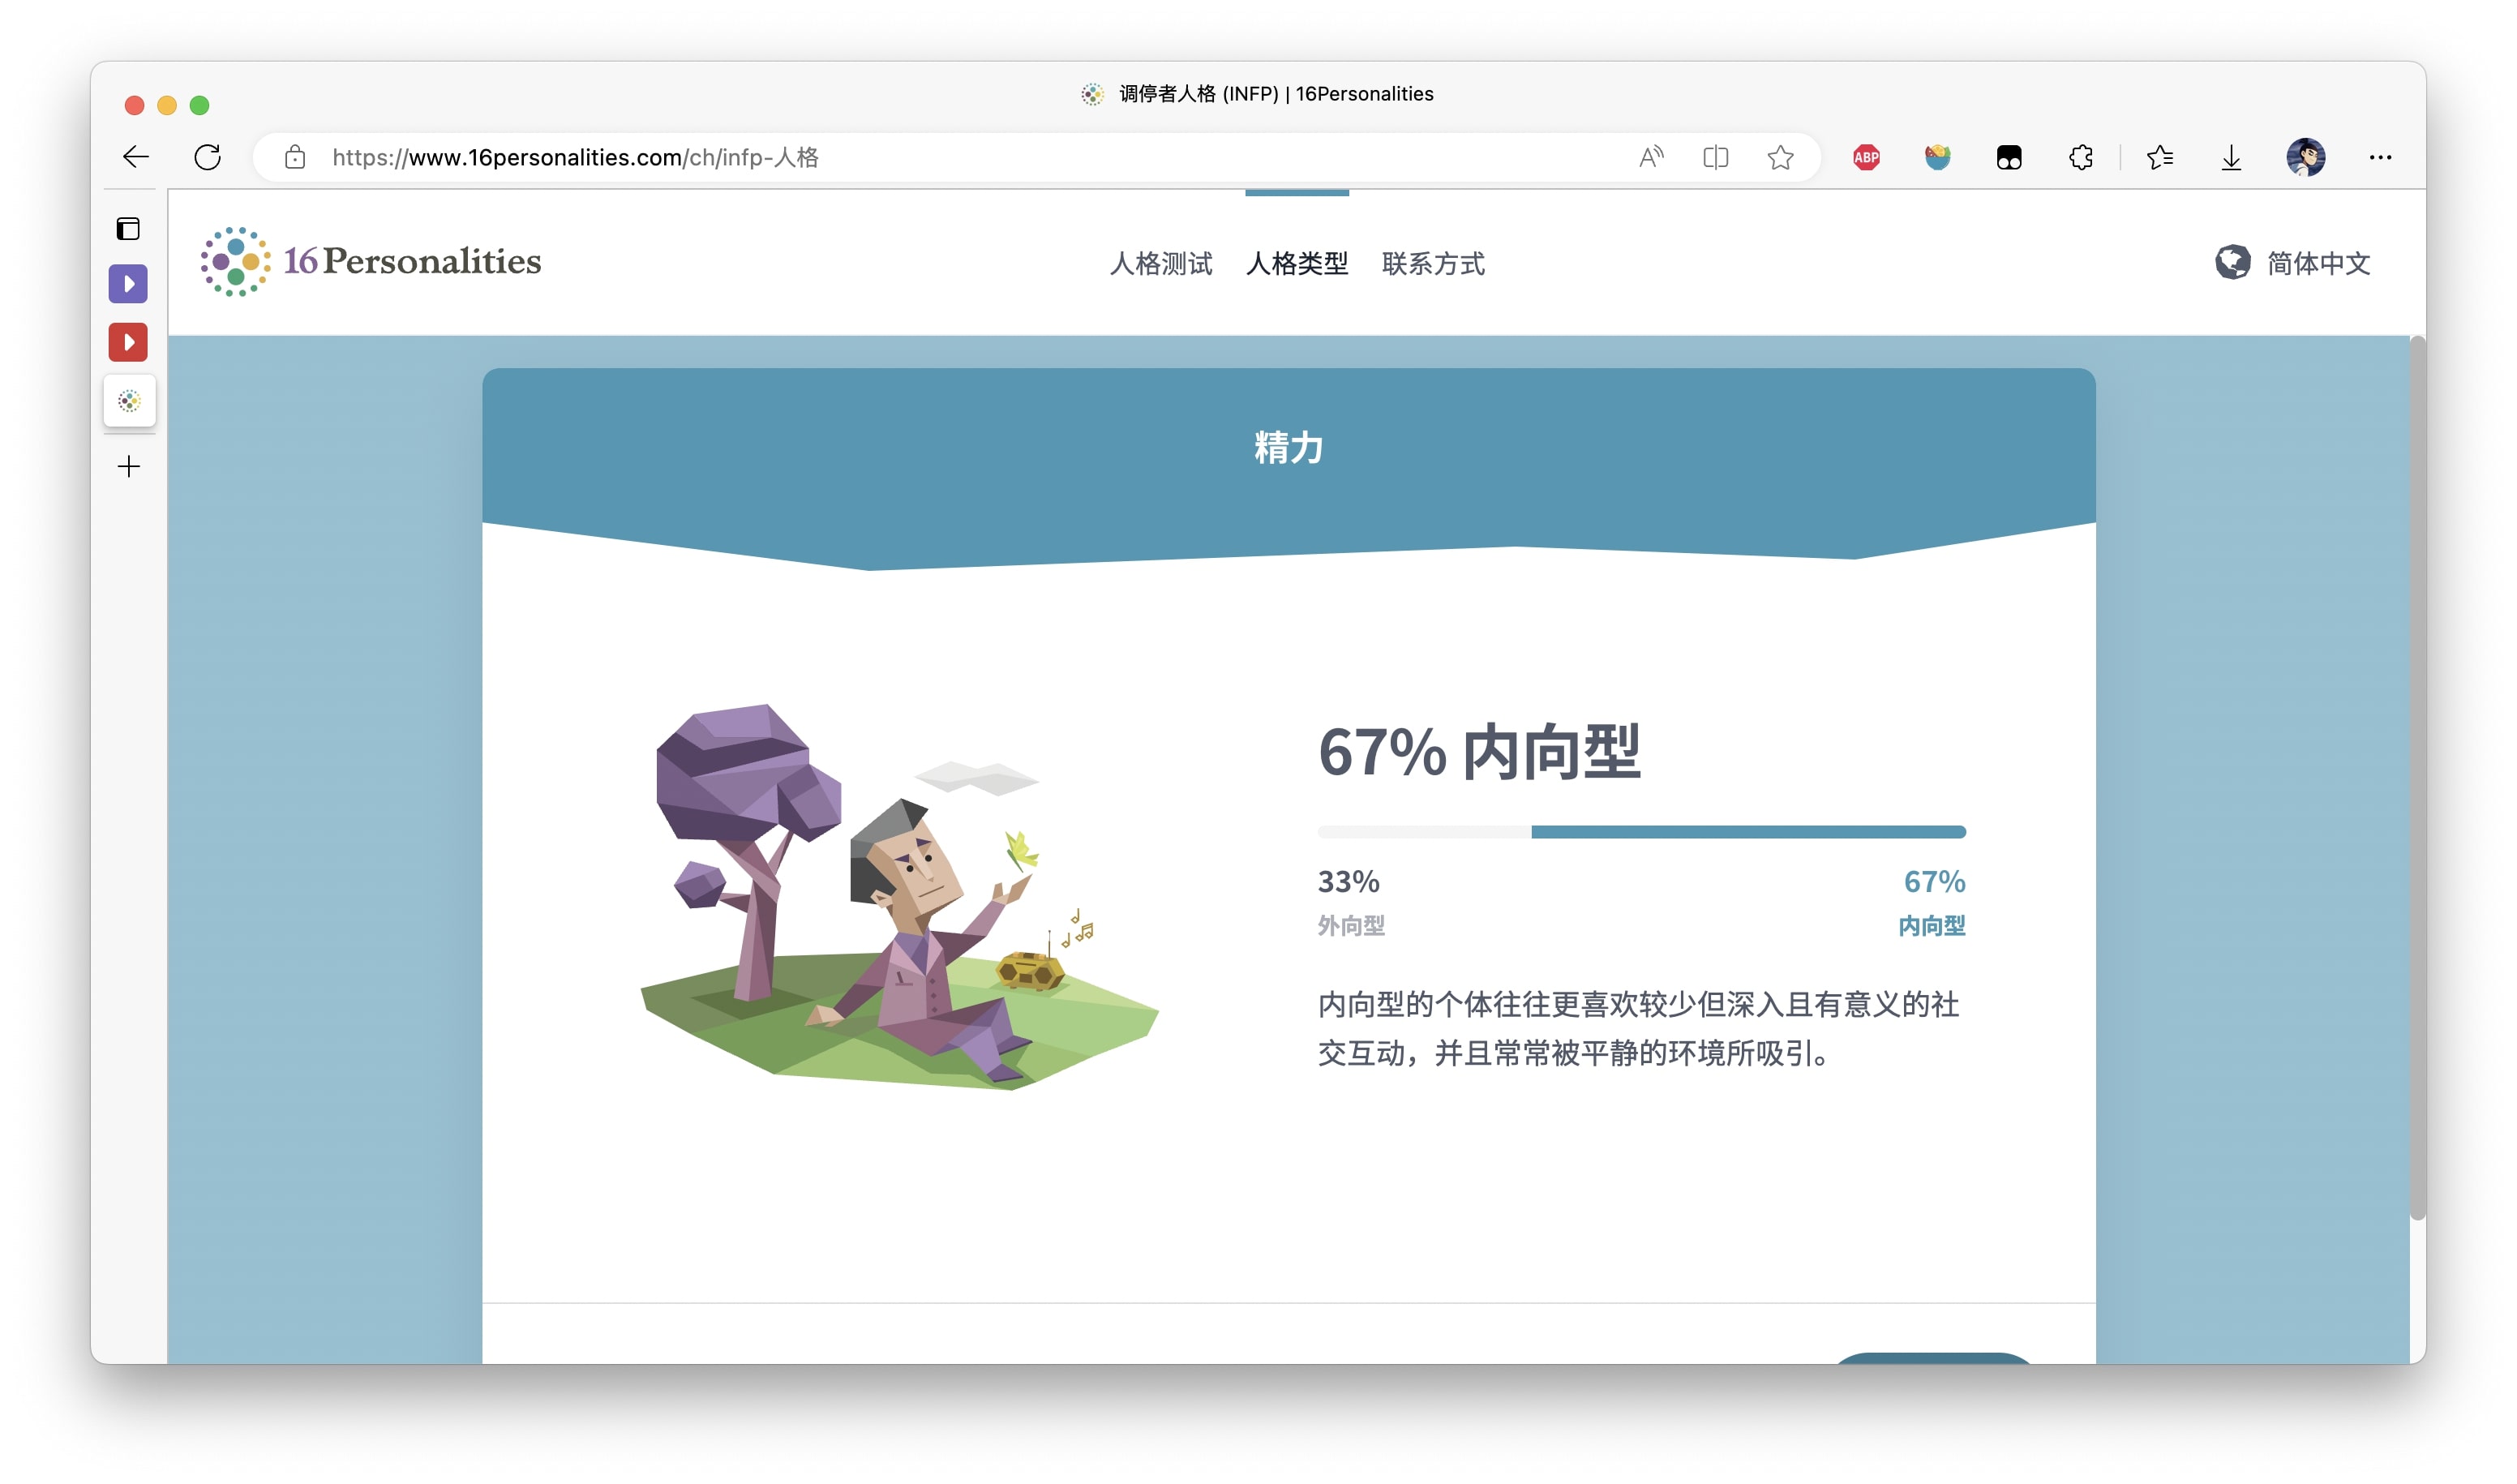 调停者人格 (INFP) | 16Personalities
https://www.16personalities.com/ch/infp-人格
ABP
16Personalities
人格测试 人格类型 联系方式
简体中文
精力
67% 内向型
33% 67%
外向型 内向型
内向型的个体往往更喜欢较少但深入且有意义的社
交互动，并且常常被平静的环境所吸引。